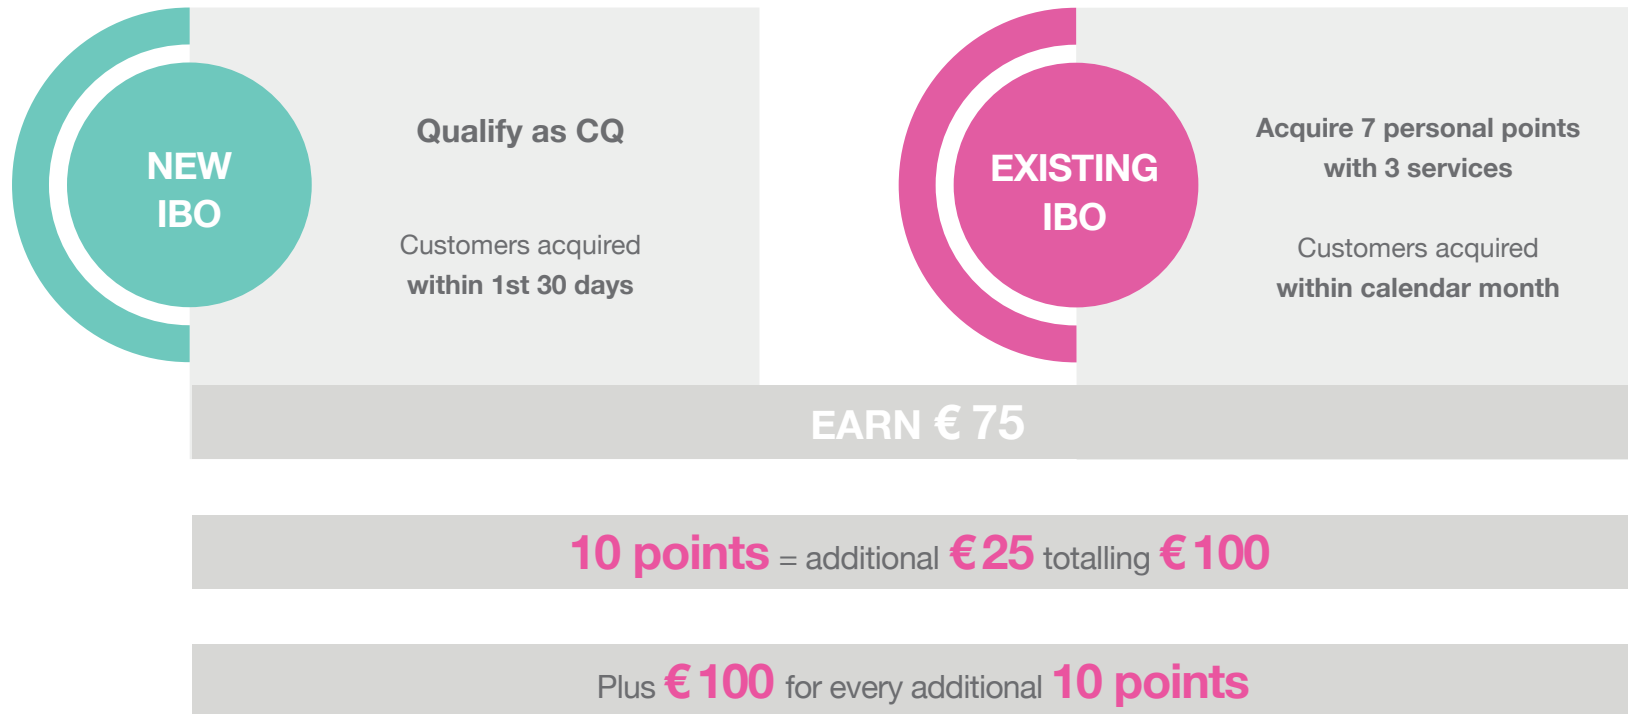 NEW
IBO
Qualify as CQ
Customers acquired
within 1st 30 days
EXISTING
IBO
Acquire 7 personal points
with 3 services
Customers acquired
within calendar month
EARN € 75
10 points = additional € 25 totalling € 100
Plus € 100 for every additional 10 points